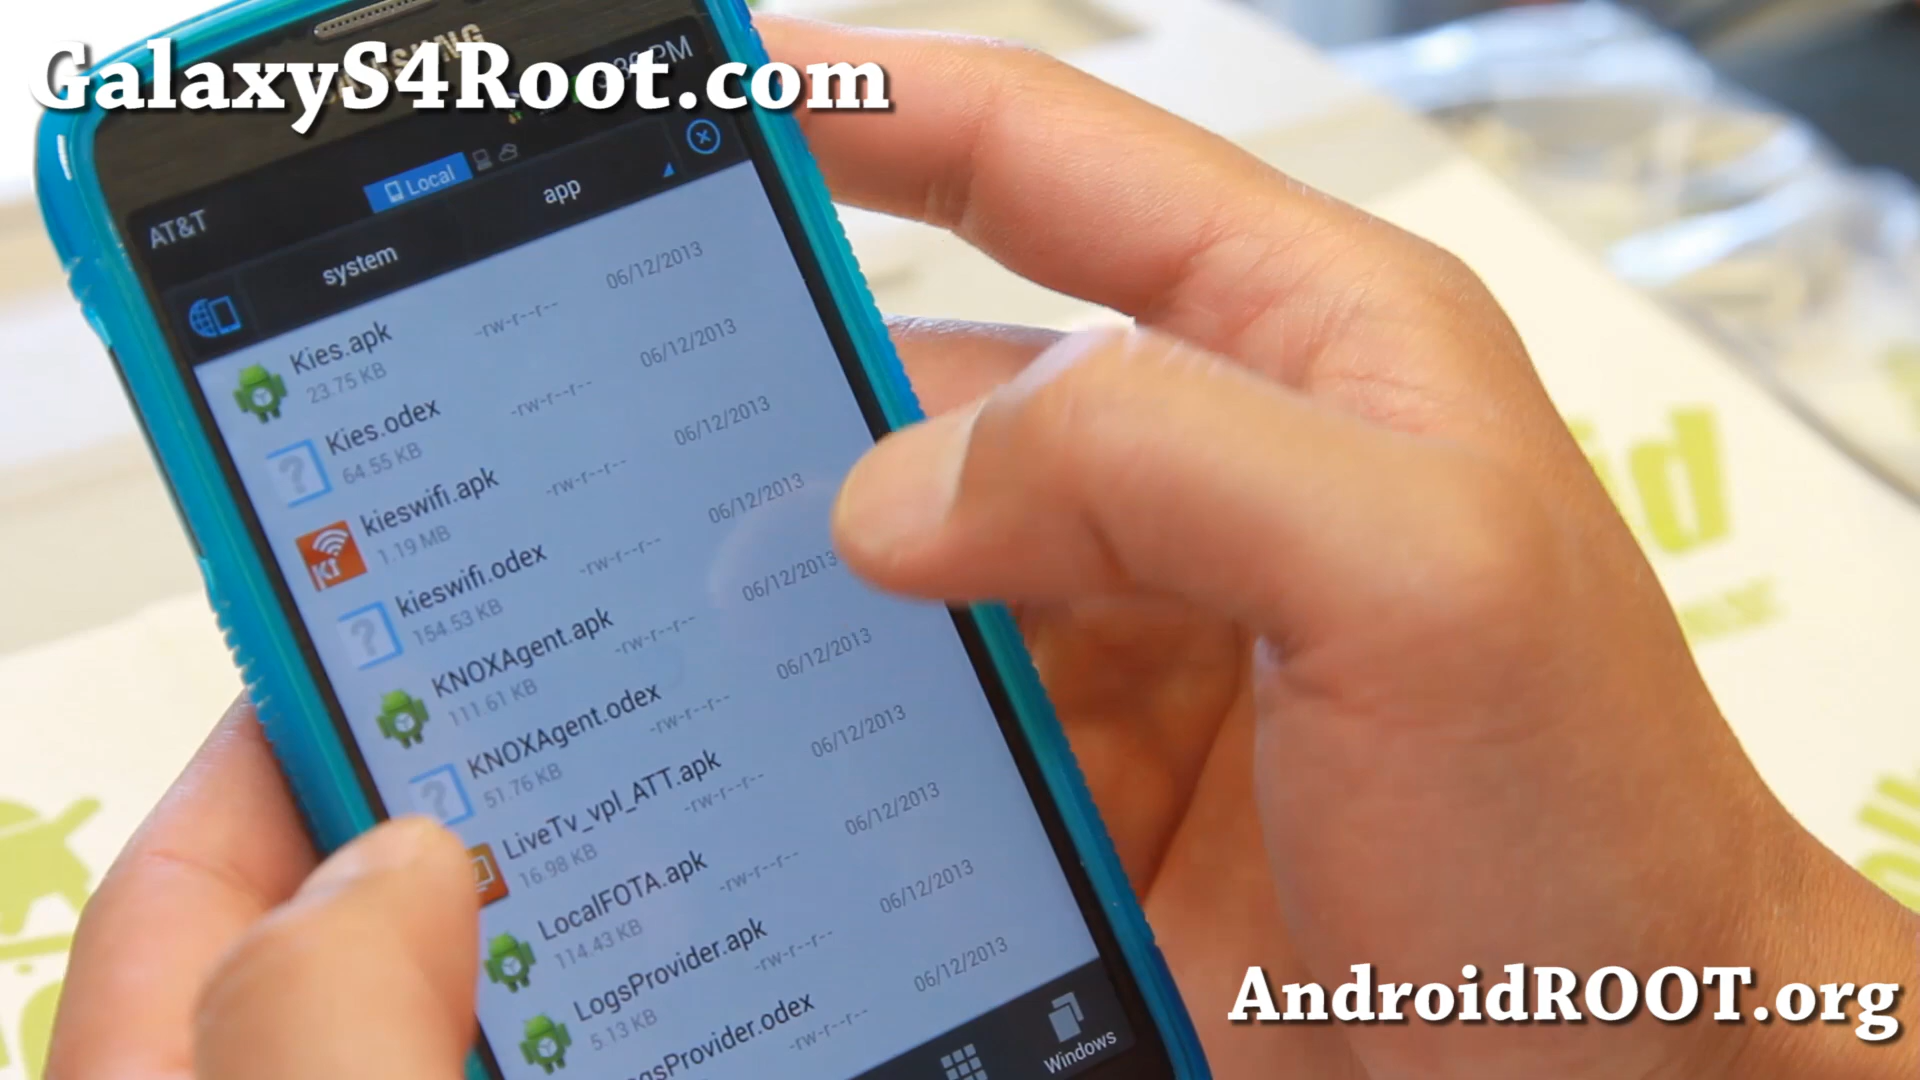 GalaxyS4Root.com
SAMSUNG
AT&T
Local
system
app
Kies.apk
23.75 KB
-rw-r--r--
06/12/2013
Kies.odex
64.55 KB
-rw-r--r--
06/12/2013
kieswifi.apk
1.19 MB
-rw-r--r--
06/12/2013
kieswifi.odex
154.53 KB
-rw-r--r--
06/12/2013
KNOXAgent.apk
111.61 KB
-rw-r--r--
06/12/2013
KNOXAgent.odex
51.76 KB
-rw-r--r--
06/12/2013
LiveTv_vpl_ATT.apk
16.98 KB
-rw-r--r--
06/12/2013
LocalFOTA.apk
114.43 KB
-rw-r--r--
06/12/2013
LogsProvider.apk
5.13 KB
-rw-r--r--
06/12/2013
-rw-r--r--
06/12/2013
Windows
AndroidROOT.org